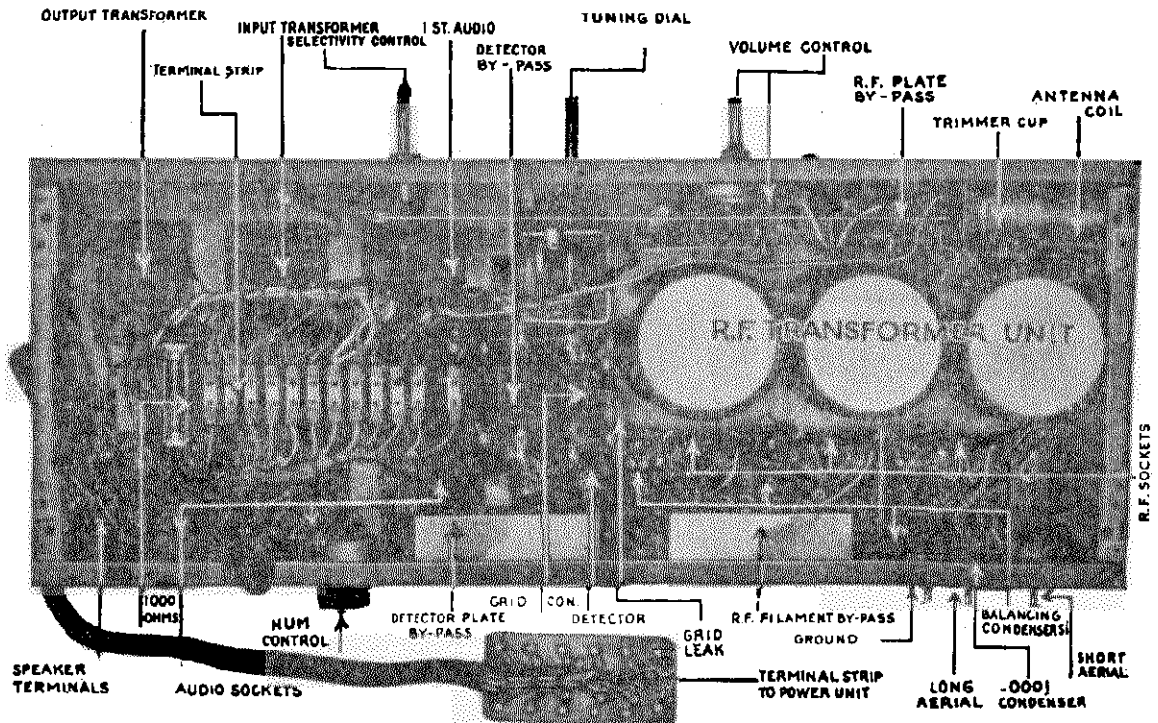 OUTPUT TRANSFORMER
TERMINAL STRIP
INPUT TRANSFORMER
SELECTIVITY CONTROL
1 ST. AUDIO
DETECTOR
BY - PASS
TUNING DIAL
VOLUME CONTROL
R.F. PLATE
BY - PASS
TRIMMER CUP
ANTENNA
COIL
R.F. TRANSFORMER UNIT
R.F. SOCKETS
1000
OHMS
HUM
CONTROL
DETECTOR PLATE
BY-PASS
GRID CON.
DETECTOR
GRID
LEAK
R.F. FILAMENT BY-PASS
GROUND
BALANCING
CONDENSERS
SHORT
AERIAL
SPEAKER
TERMINALS
AUDIO SOCKETS
TERMINAL STRIP
TO POWER UNIT
LONG
AERIAL
.0001
CONDENSER